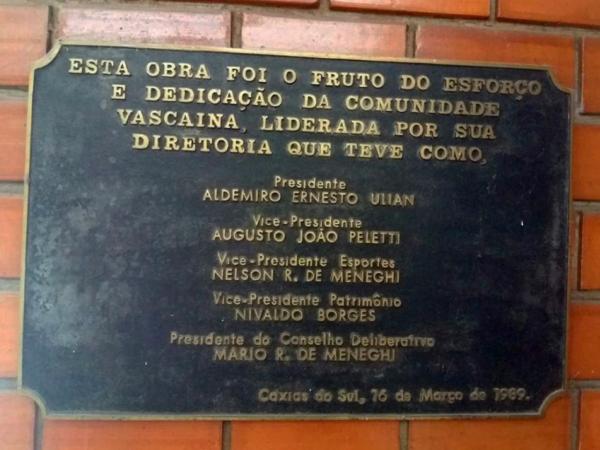 ESTA OBRA FOI O FRUTO DO ESFORÇO
E DEDICAÇÃO DA COMUNIDADE
VASCAINA, LIDERADA POR SUA
DIRETORIA QUE TEVE COMO,
Presidente
ALDEMIRO ERNESTO ULIAN
Vice-Presidente
AUGUSTO JOÃO PELETTI
Vice-Presidente Esportes
NELSON R. DE MENEGHI
Vice-Presidente Patrimônio
NIVALDO BORGES
Presidente do Conselho Deliberativo
MARIO R. DE MENEGHI
Caxias do Sul, 16 de Março de 1989.